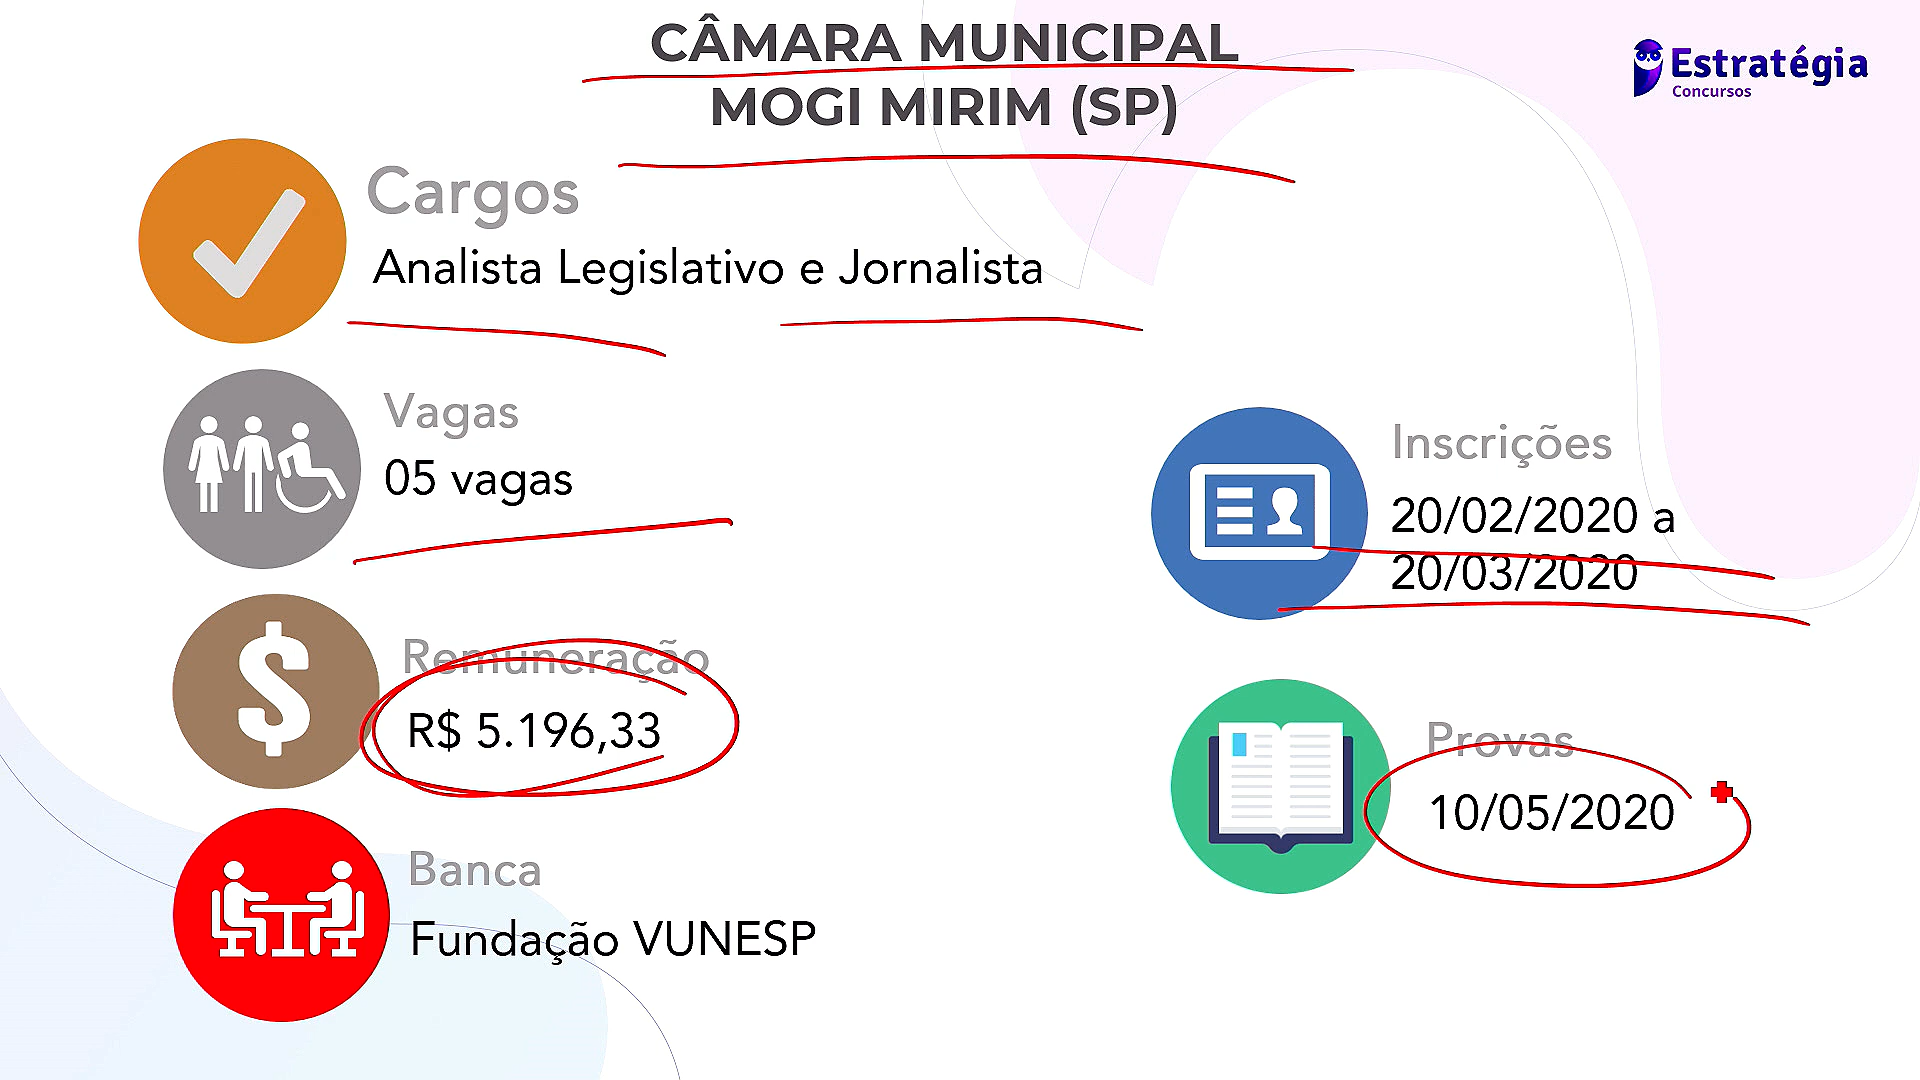 CÂMARA MUNICIPAL
MOGI MIRIM (SP)
Estratégia
Concursos
Cargos
Analista Legislativo e Jornalista
Vagas
05 vagas
Remuneração
R$ 5.196,33
Banca
Fundação VUNESP
Inscrições
20/02/2020 a
20/03/2020
Provas
10/05/2020